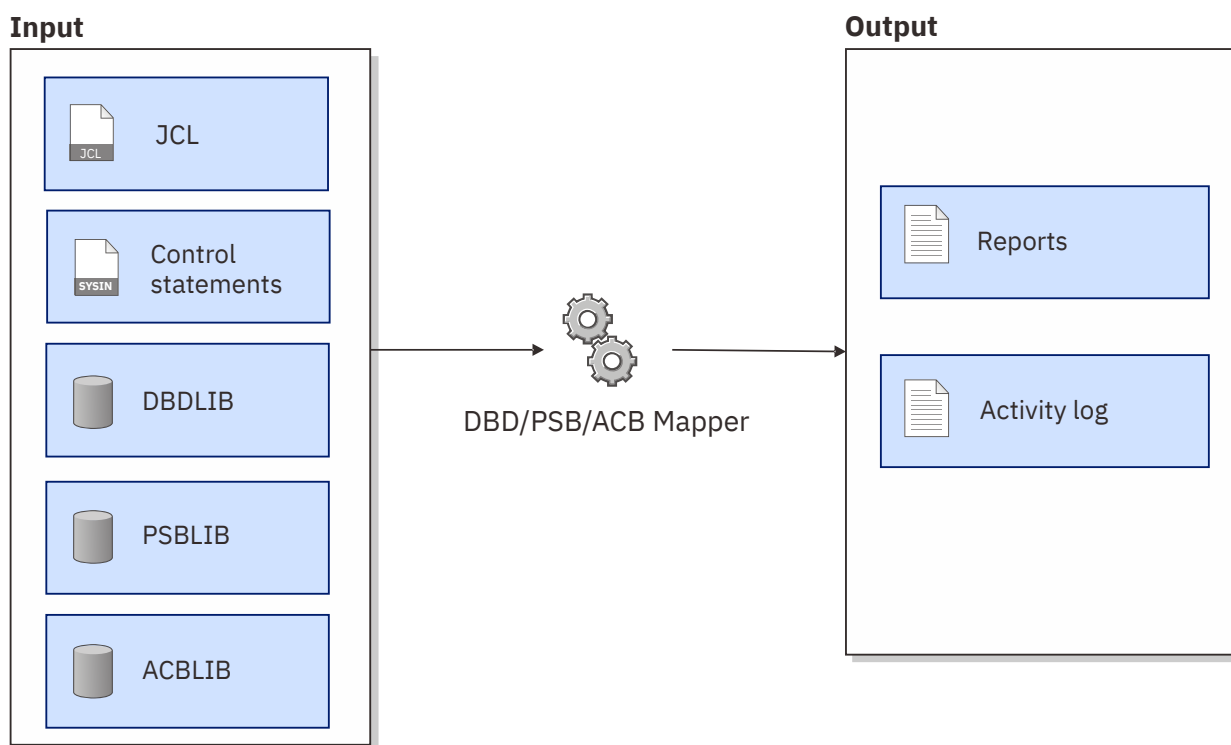 Input
JCL
JCL
SYSIN
Control
statements
DBDLIB
PSBLIB
ACBLIB
DBD/PSB/ACB Mapper
Output
Reports
Activity log